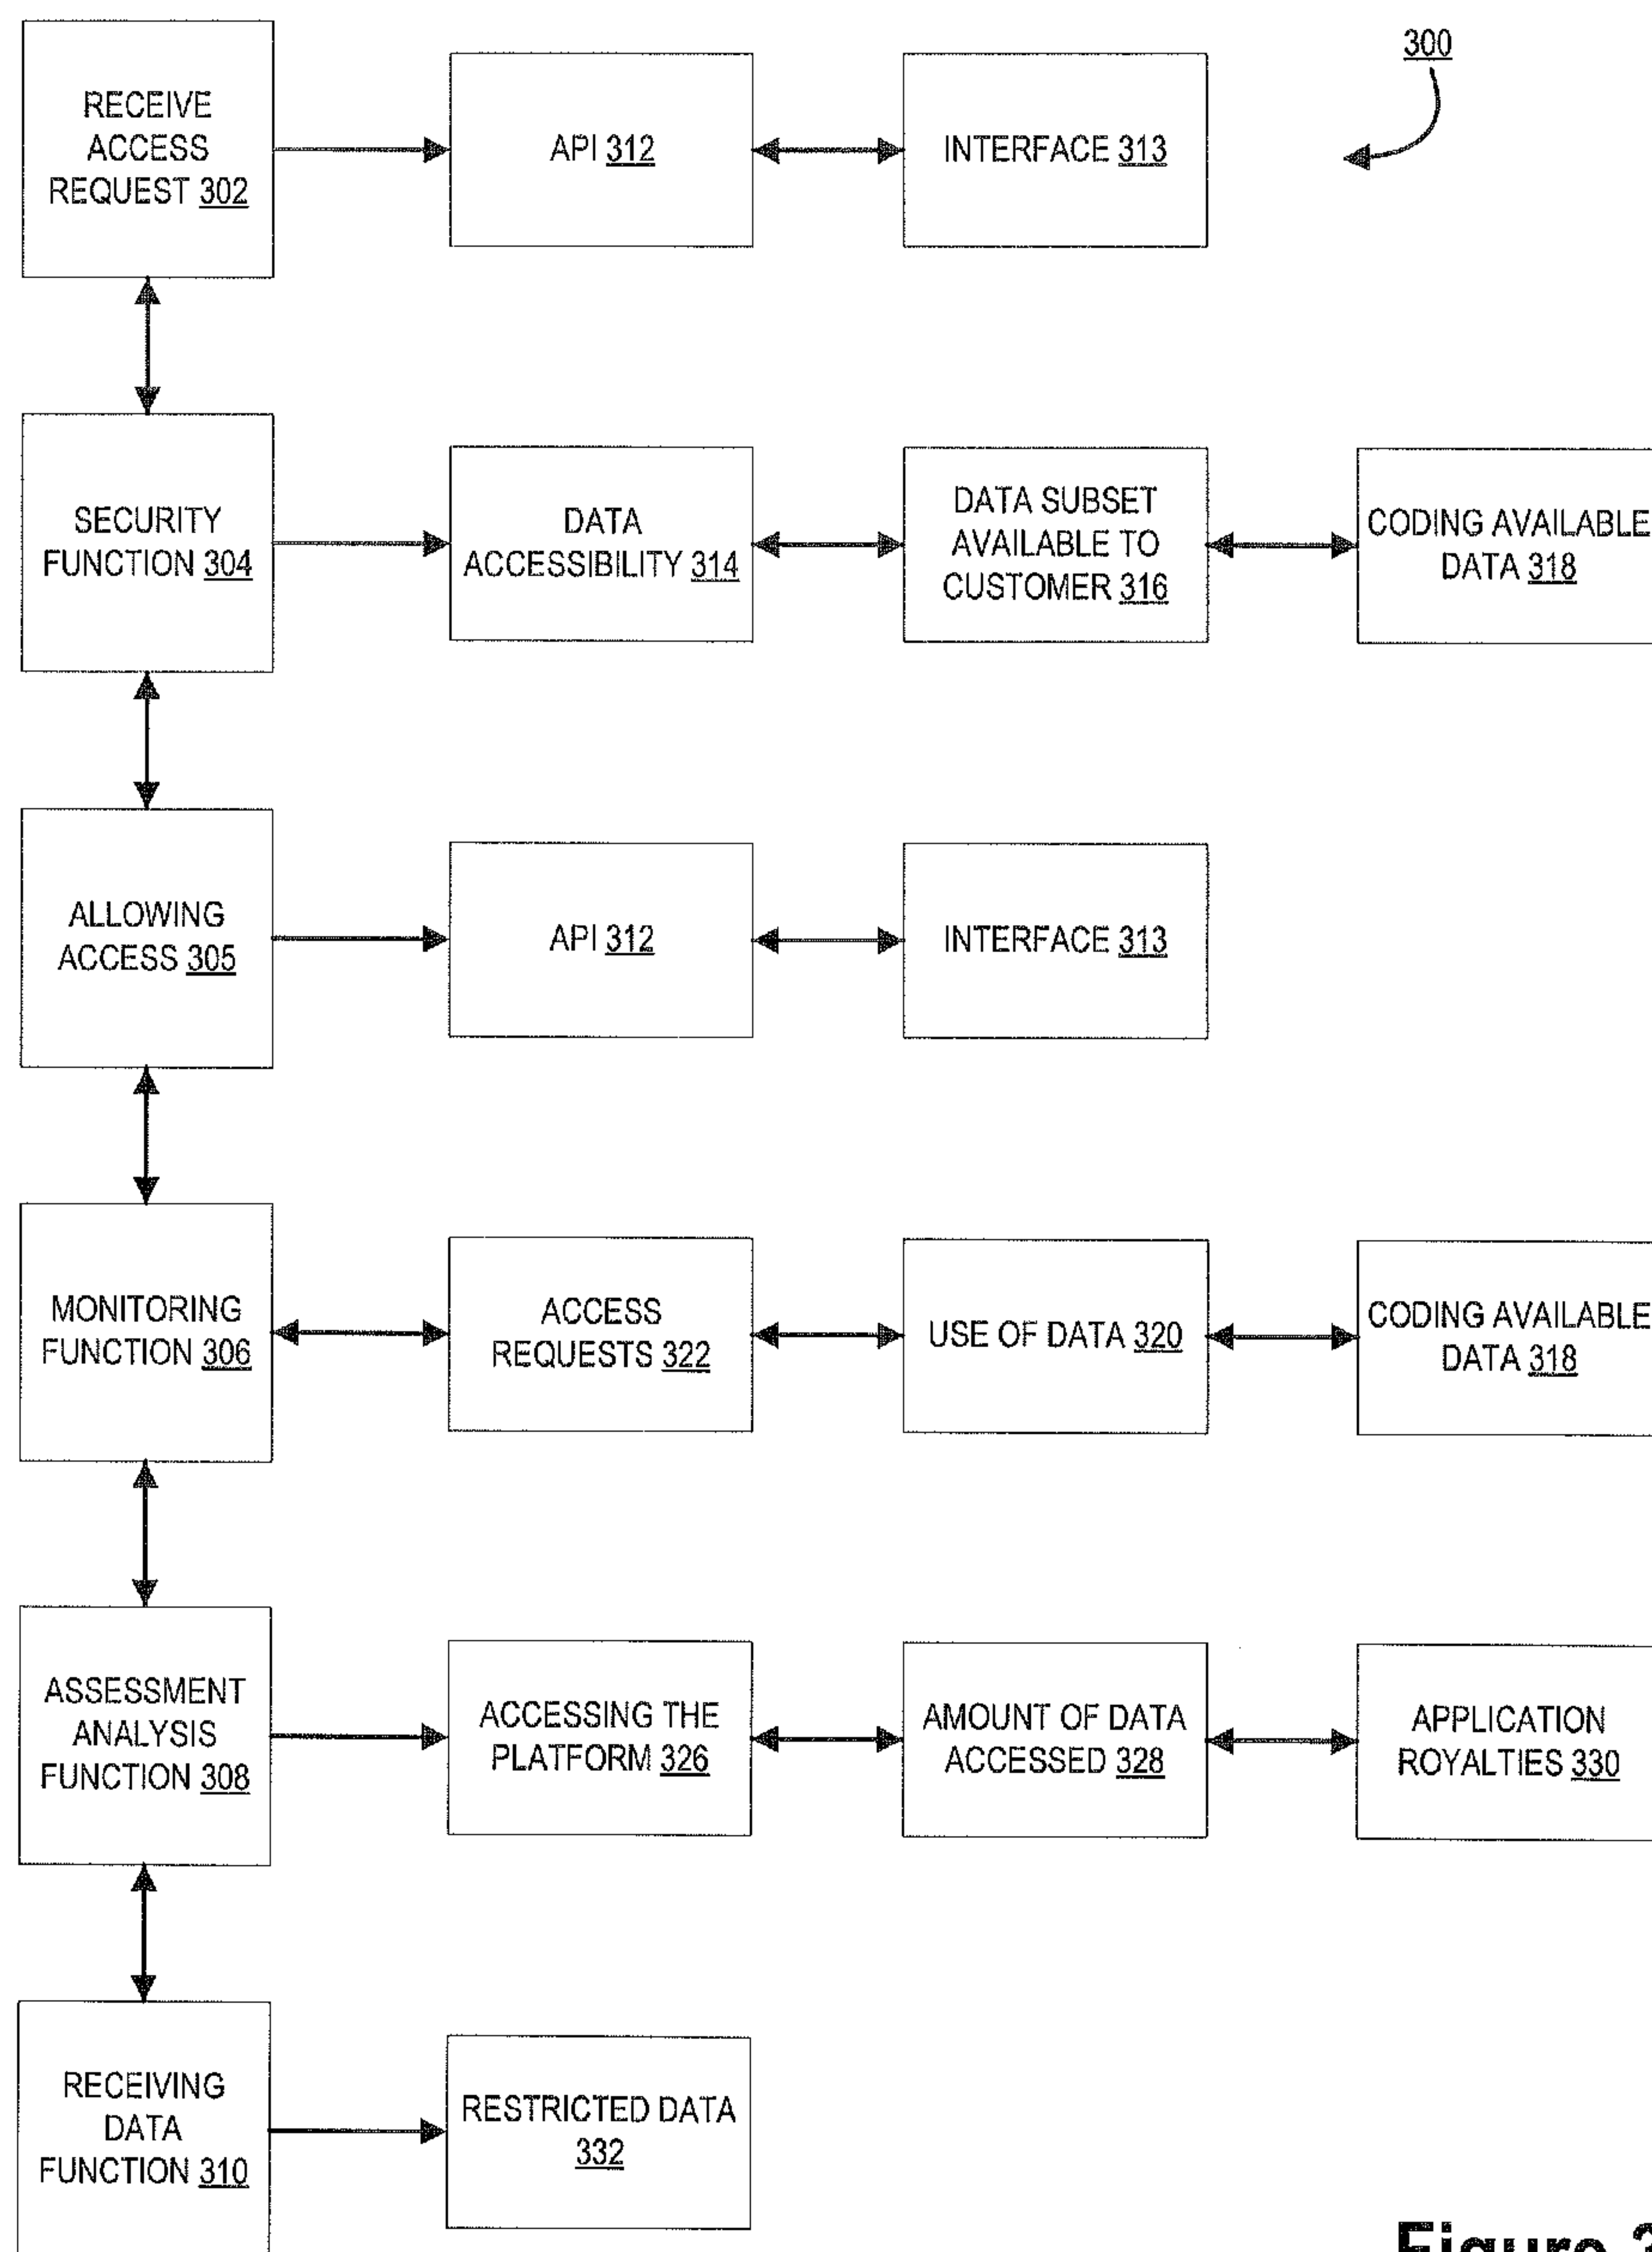 300
RECEIVE
ACCESS
REQUEST 302
API 312
INTERFACE 313
SECURITY
FUNCTION 304
DATA
ACCESSIBILITY 314
DATA SUBSET
AVAILABLE TO
CUSTOMER 316
CODING AVAILABLE
DATA 318
ALLOWING
ACCESS 305
API 312
INTERFACE 313
MONITORING
FUNCTION 306
ACCESS
REQUESTS 322
USE OF DATA 320
CODING AVAILABLE
DATA 318
ASSESSMENT
ANALYSIS
FUNCTION 308
ACCESSING THE
PLATFORM 326
AMOUNT OF DATA
ACCESSED 328
APPLICATION
ROYALTIES 330
RECEIVING
DATA
FUNCTION 310
RESTRICTED DATA
332
Figure 3